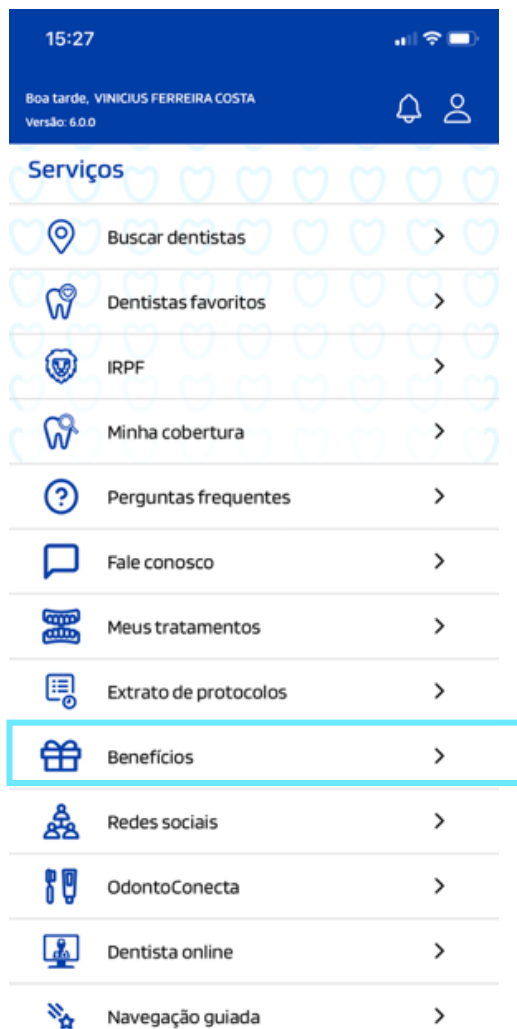 15:27
Boa tarde, VINICIUS FERREIRA COSTA
Versão: 6.0.0
Serviços
Buscar dentistas
Dentistas favoritos
IRPF
Minha cobertura
Perguntas frequentes
Fale conosco
Meus tratamentos
Extrato de protocolos
Benefícios
Redes sociais
OdontoConecta
Dentista online
Navegação guiada